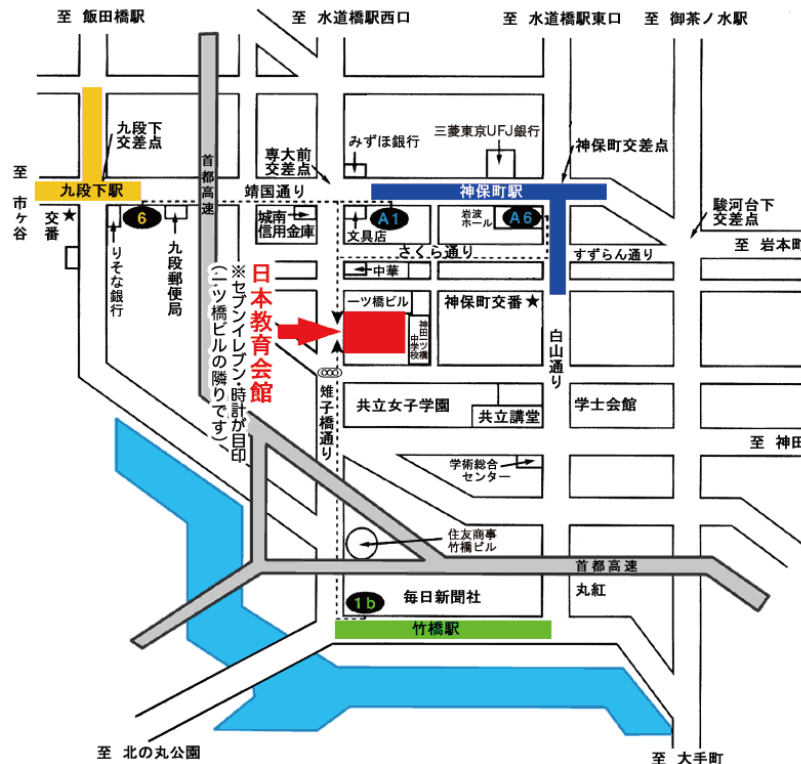 至 飯田橋駅
至 水道橋駅西口
至 水道橋駅東口
至 御茶ノ水駅
九段下
交差点
首都高速
専大前
交差点
みずほ銀行
三菱東京UFJ銀行
神保町交差点
至 市ヶ谷
九段下駅
靖国通り
神保町駅
駿河台下
交差点
交番★
6
城南
信用金庫
A1
文具店
岩波
ホール
A6
りそな銀行
九段郵便局
さくら通り
すずらん通り
至 岩本町
中華
日本教育会館
※セブンイレブン・時計が目印
(一ツ橋ビルの隣りです)
一ツ橋ビル
神田一ツ橋
中学校
神保町交番★
白山通り
雉子橋通り
共立女子学園
共立講堂
学士会館
至 神田
学術総合
センター
住友商事
竹橋ビル
首都高速
1b
毎日新聞社
丸紅
竹橋駅
至 北の丸公園
至 大手町